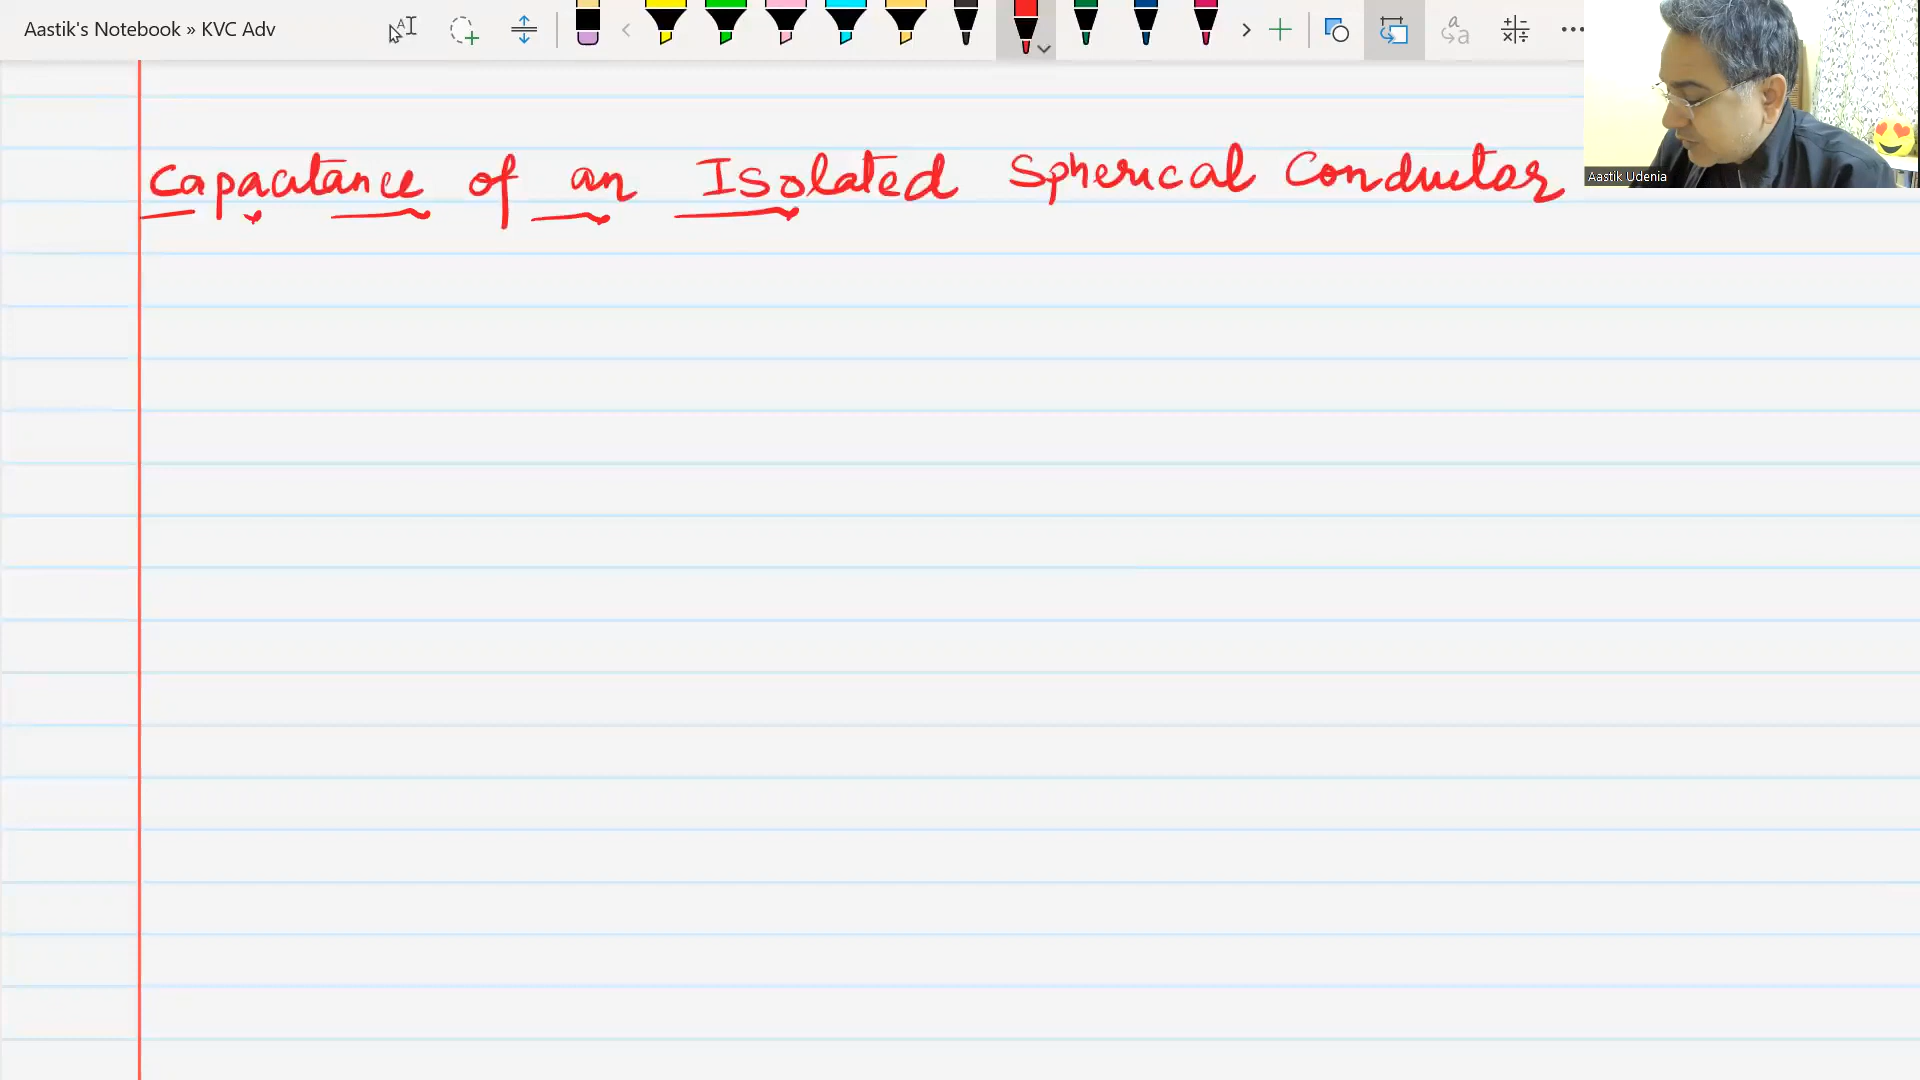 Aastik's Notebook » KVC Adv
Capacitance of an Isolated Spherical Conductor
Aastik Udenia